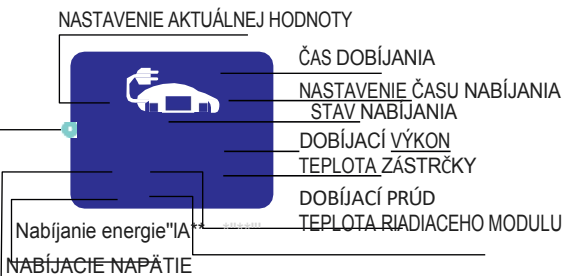 NASTAVENIE AKTUÁLNEJ HODNOTY
ČAS DOBÍJANIA
NASTAVENIE ČASU NABÍJANIA
STAV NABÍJANIA
DOBÍJACÍ VÝKON
TEPLOTA ZÁSTRČKY
DOBÍJACÍ PRÚD
TEPLOTA RIADIACEHO MODULU
Nabíjanie energie"IA**
NABÍJACIE NAPÄTIE